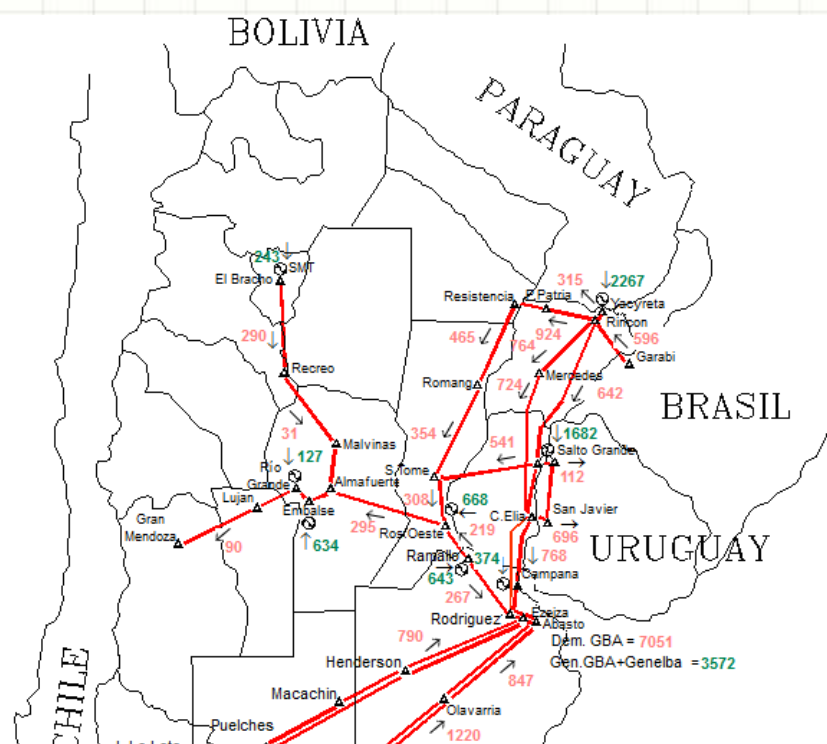 BOLIVIA
PARAGUAY
243
SMT
El Bracho
315
2267
Resistencia
P.Patria
Yacyreta
Rincon
924
290
465
764
596
Garabi
Recreo
Romang
724
Mercedes
642
BRASIL
31
354
541
1682
Malvinas
Salto Grande
Río
Grande
127
S.Tome
112
Lujan
Almafuerte
308
668
Embalse
C.Elia
San Javier
Gran
Mendoza
295
Ros.Oeste
219
696
90
634
Ramallo
374
768
URUGUAY
643
Campana
267
Rodriguez
Ezeiza
Abasto
790
Dem. GBA = 7051
Henderson
Gen.GBA+Genelba =3572
847
CHILE
Macachin
Olavarria
Puelches
1220